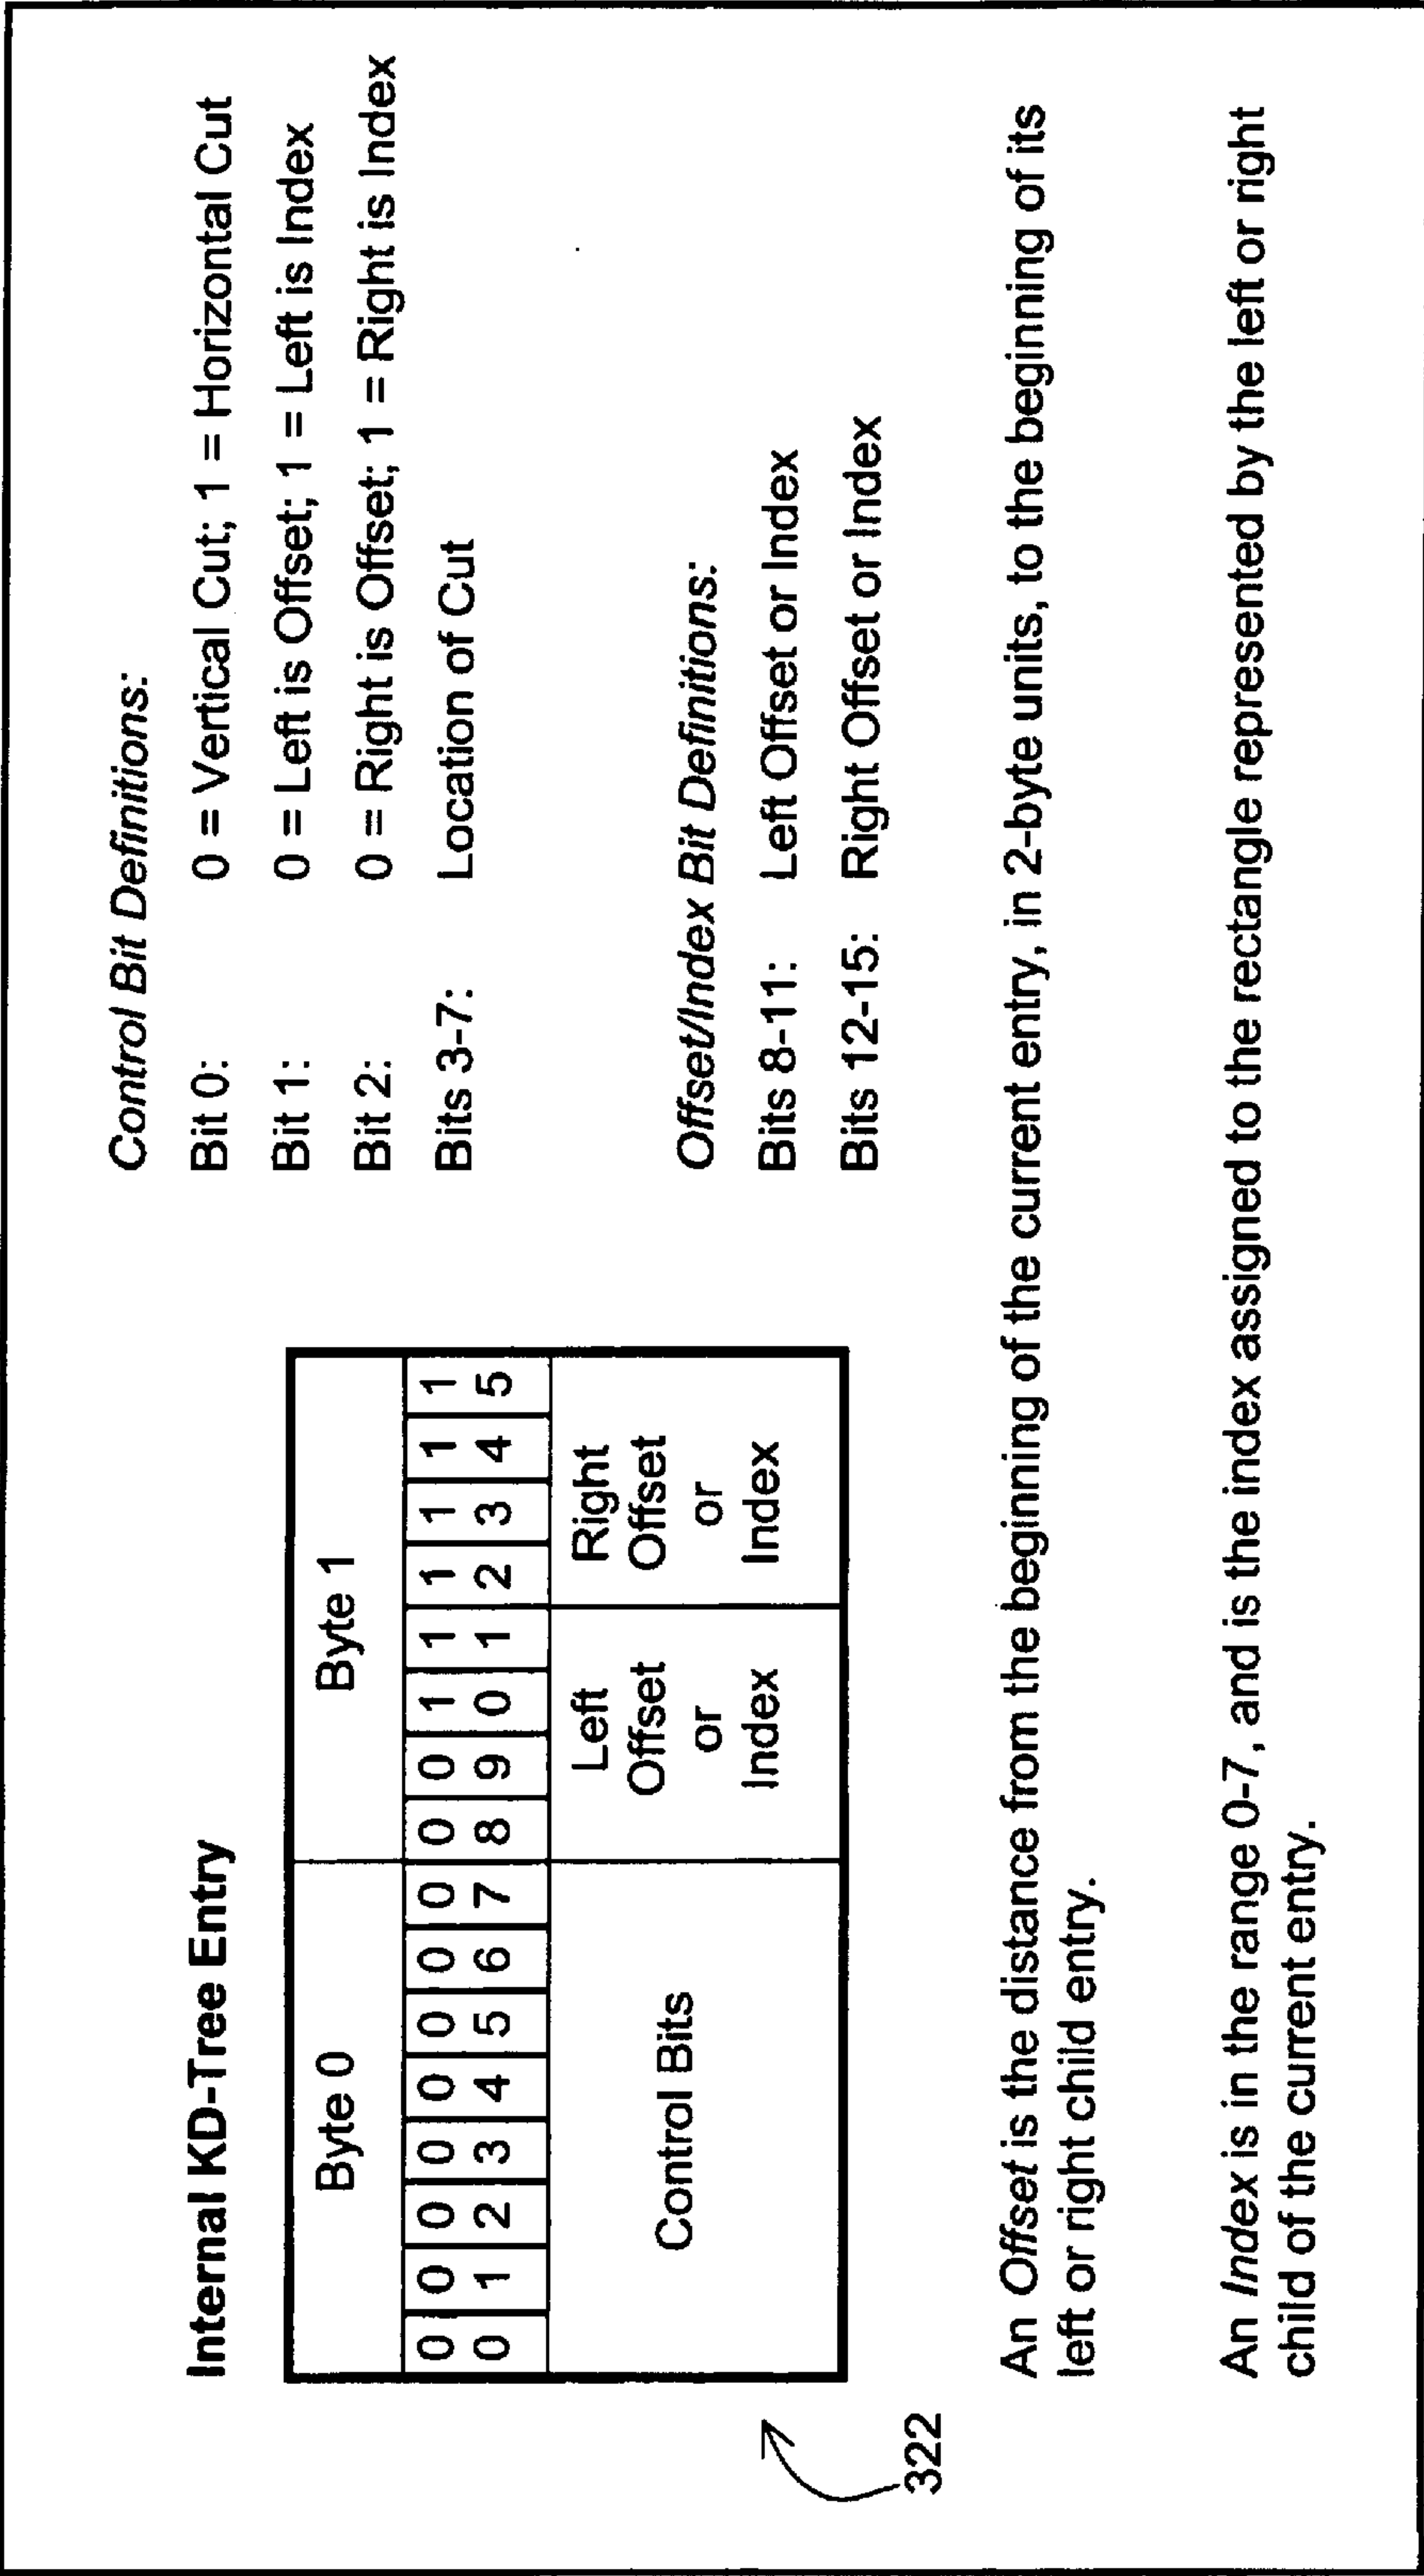 Internal KD-Tree Entry
Byte 0 Byte 1
0 0 0 0 0 0 0 0 0 0 1 1 1 1 1 1
0 1 2 3 4 5 6 7 8 9 0 1 2 3 4 5
Control Bits
Left
Offset
or
Index
Right
Offset
or
Index
322
Control Bit Definitions:
Bit 0: 0 = Vertical Cut; 1 = Horizontal Cut
Bit 1: 0 = Left is Offset; 1 = Left is Index
Bit 2: 0 = Right is Offset; 1 = Right is Index
Bits 3-7: Location of Cut
Offset/Index Bit Definitions:
Bits 8-11: Left Offset or Index
Bits 12-15: Right Offset or Index
An Offset is the distance from the beginning of the current entry, in 2-byte units, to the beginning of its
left or right child entry.
An Index is in the range 0-7, and is the index assigned to the rectangle represented by the left or right
child of the current entry.